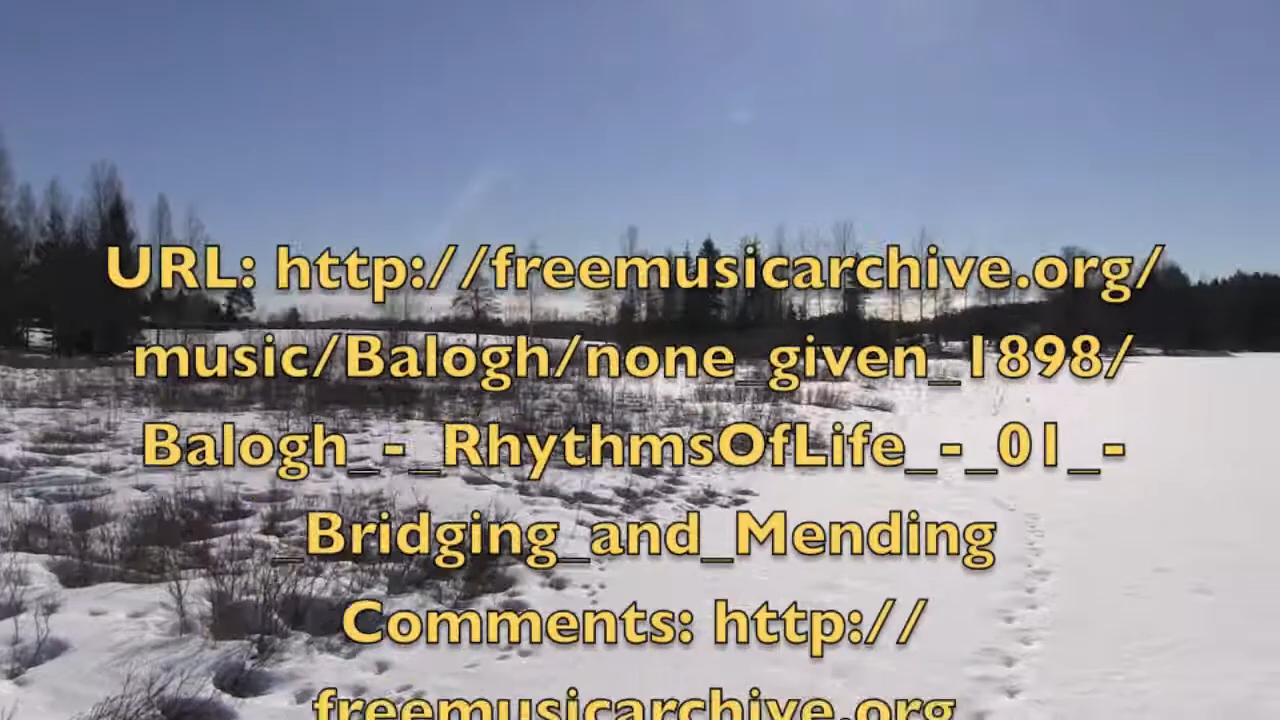 URL: http://freemusicarchive.org/
music/Balogh/none_given_1898/
Balogh_-_RhythmsOfLife_-_01_-
_Bridging_and_Mending
Comments: http://
freemusicarchive.org